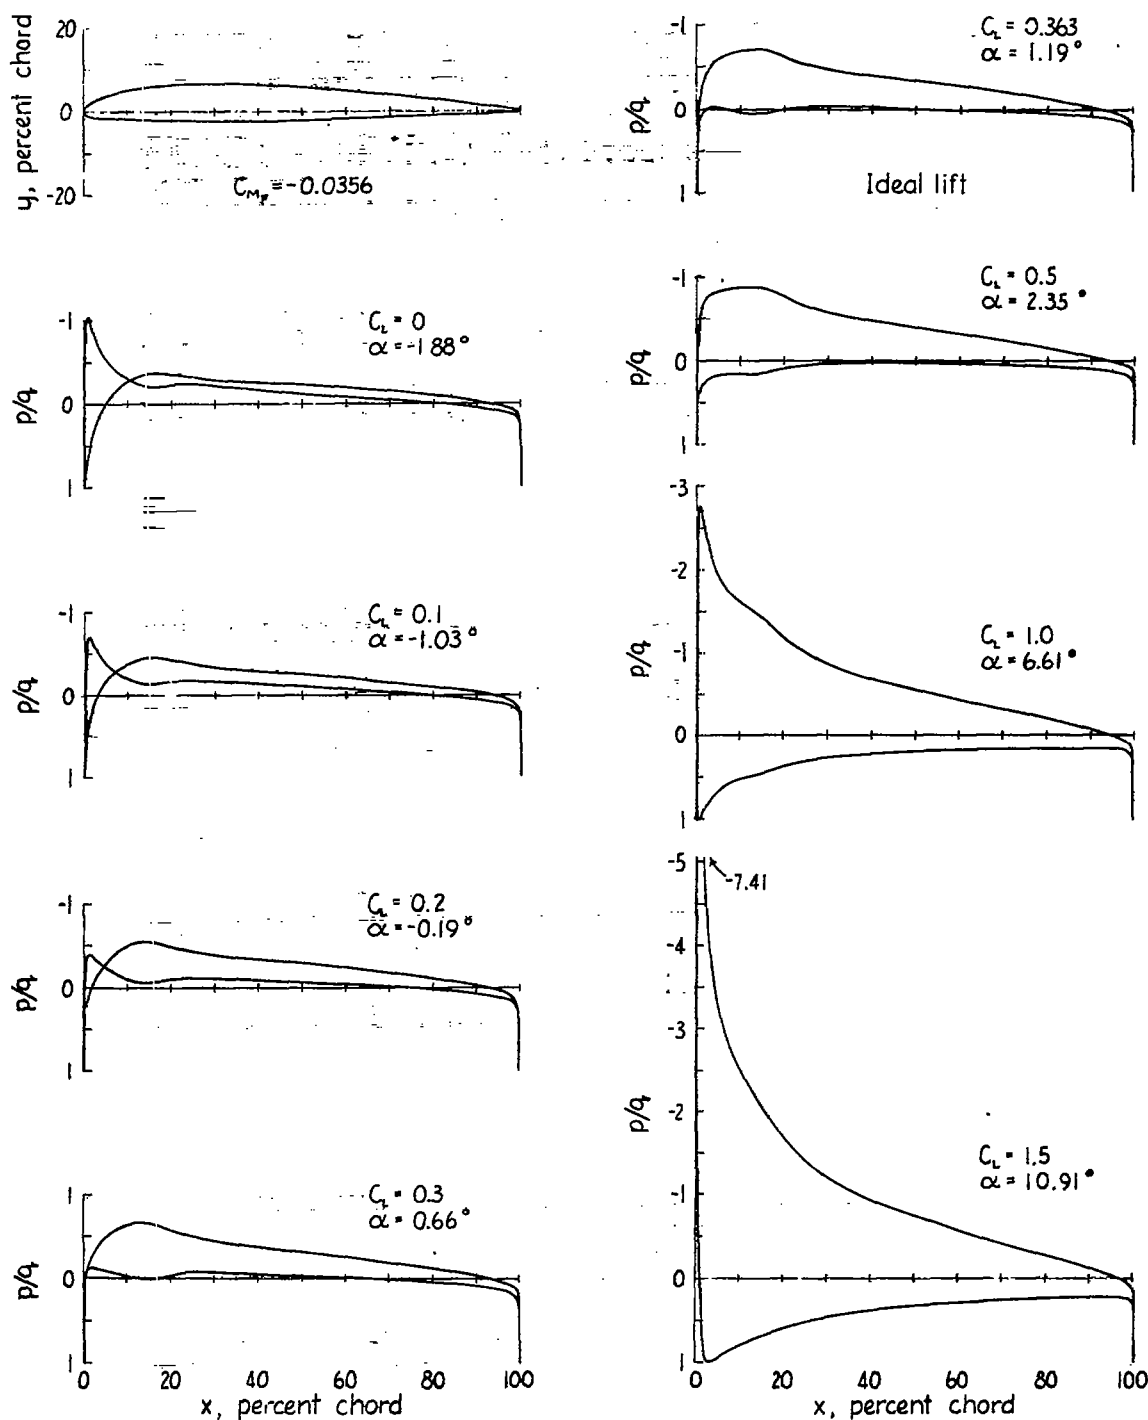 20
0
-20
y, percent chord
C_M_F = -0.0356
-1
0
1
p/q
C_L = 0
α = -1.88°
-1
0
1
p/q
C_L = 0.1
α = -1.03°
-1
0
1
p/q
C_L = 0.2
α = -0.19°
1
0
1
p/q
C_L = 0.3
α = 0.66°
0 20 40 60 80 100
x, percent chord
-1
0
1
p/q
C_L = 0.363
α = 1.19°
Ideal lift
-1
0
1
p/q
C_L = 0.5
α = 2.35°
-3
-2
-1
0
1
p/q
C_L = 1.0
α = 6.61°
-5
-4
-3
-2
-1
0
1
-7.41
p/q
C_L = 1.5
α = 10.91°
0 20 40 60 80 100
x, percent chord